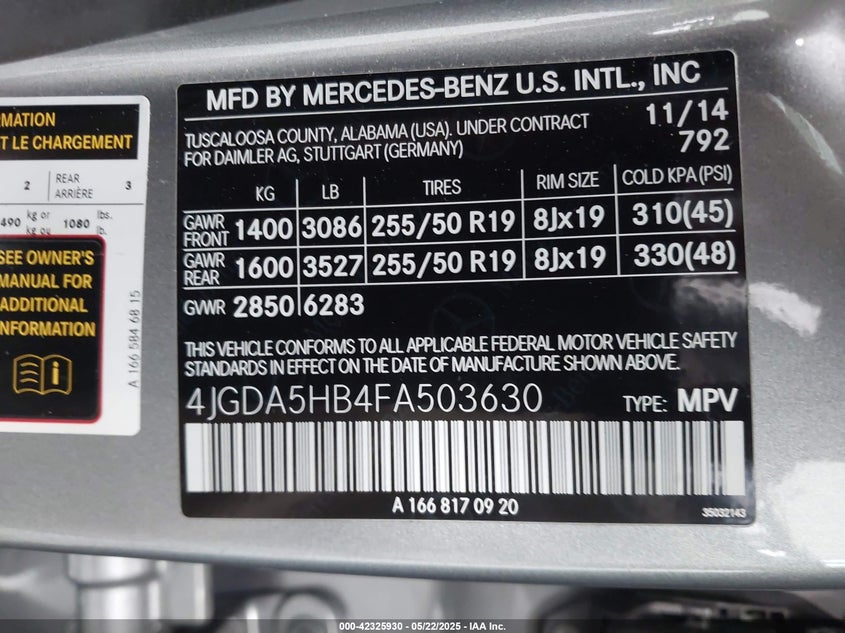 RMATION
T LE CHARGEMENT
2 REAR ARRIÈRE 3
490 kg or kg ou 1080 lbs. lb.
SEE OWNER'S
MANUAL FOR
ADDITIONAL
INFORMATION
A 166 584 68 15
MFD BY MERCEDES-BENZ U.S. INTL., INC
TUSCALOOSA COUNTY, ALABAMA (USA). UNDER CONTRACT
FOR DAIMLER AG, STUTTGART (GERMANY)
11/14
792
KG LB TIRES RIM SIZE COLD KPA (PSI)
GAWR FRONT 1400 3086 255/50 R19 8Jx19 310(45)
GAWR REAR 1600 3527 255/50 R19 8Jx19 330(48)
GVWR 2850 6283
THIS VEHICLE CONFORMS TO ALL APPLICABLE FEDERAL MOTOR VEHICLE SAFETY
STANDARDS IN EFFECT ON THE DATE OF MANUFACTURE SHOWN ABOVE.
4JGDA5HB4FA503630 TYPE: MPV
A 166 817 09 20
35032143
000-42325930 - 05/22/2025 - IAA Inc.